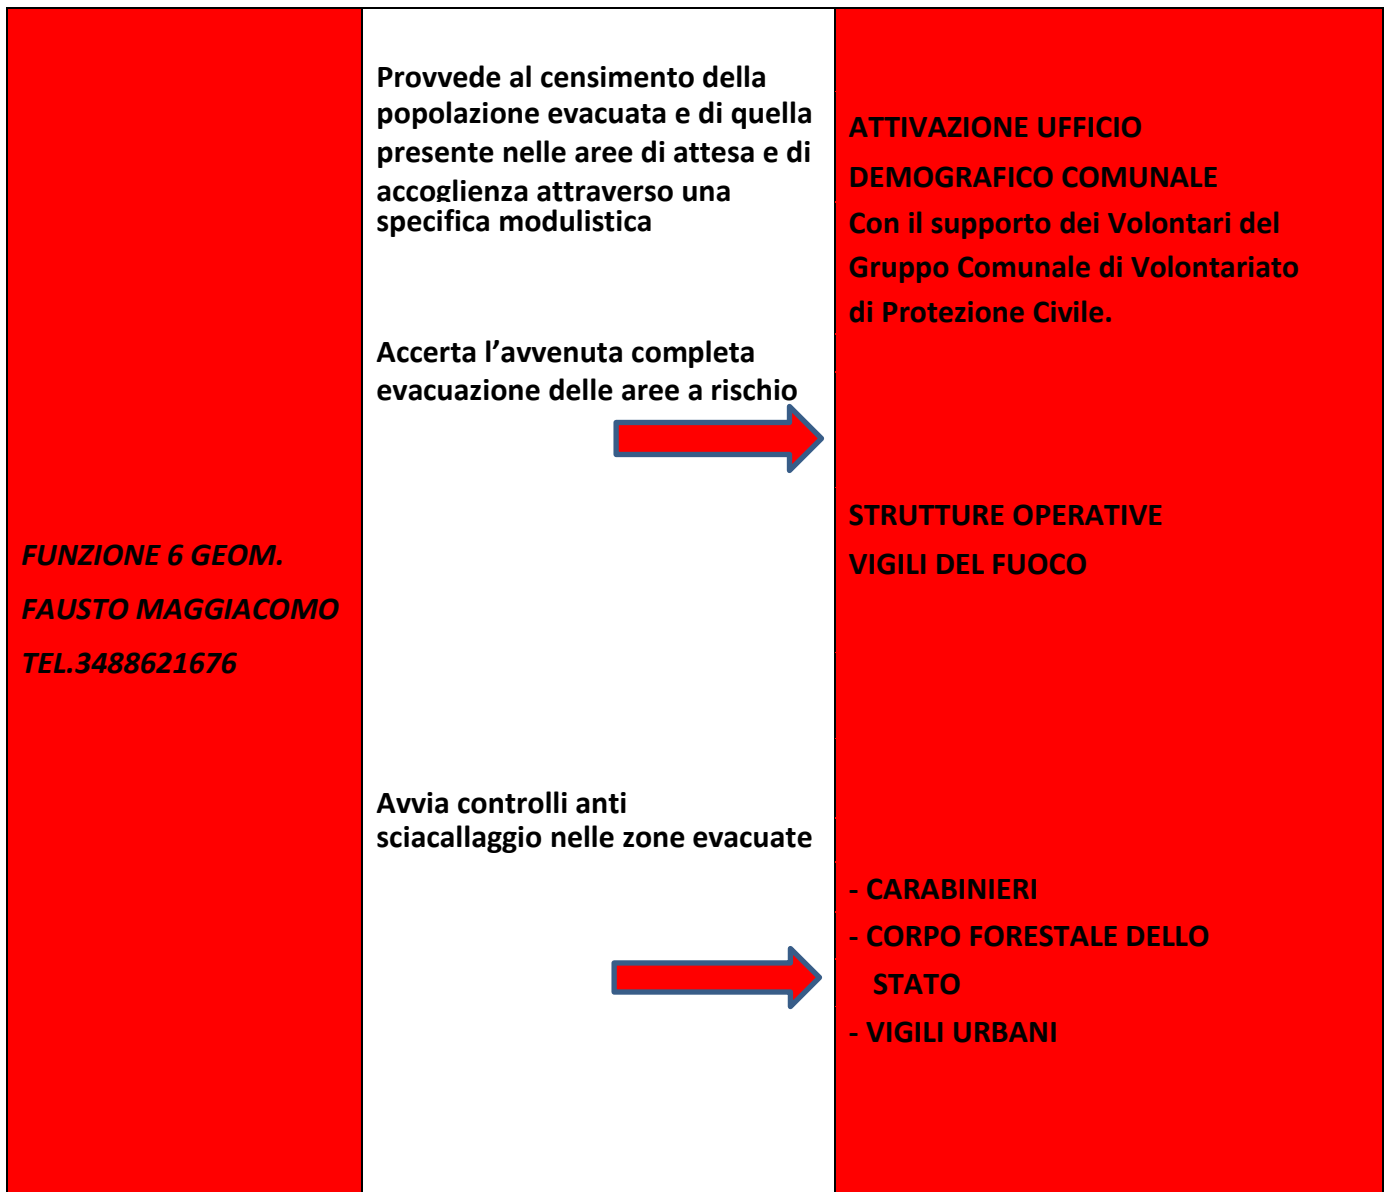 FUNZIONE 6 GEOM.
FAUSTO MAGGIACOMO
TEL.3488621676
Provvede al censimento della
popolazione evacuata e di quella
presente nelle aree di attesa e di
accoglienza attraverso una
specifica modulistica
Accerta l’avvenuta completa
evacuazione delle aree a rischio
Avvia controlli anti
sciacallaggio nelle zone evacuate
ATTIVAZIONE UFFICIO
DEMOGRAFICO COMUNALE
Con il supporto dei Volontari del
Gruppo Comunale di Volontariato
di Protezione Civile.
STRUTTURE OPERATIVE
VIGILI DEL FUOCO
- CARABINIERI
- CORPO FORESTALE DELLO
STATO
- VIGILI URBANI